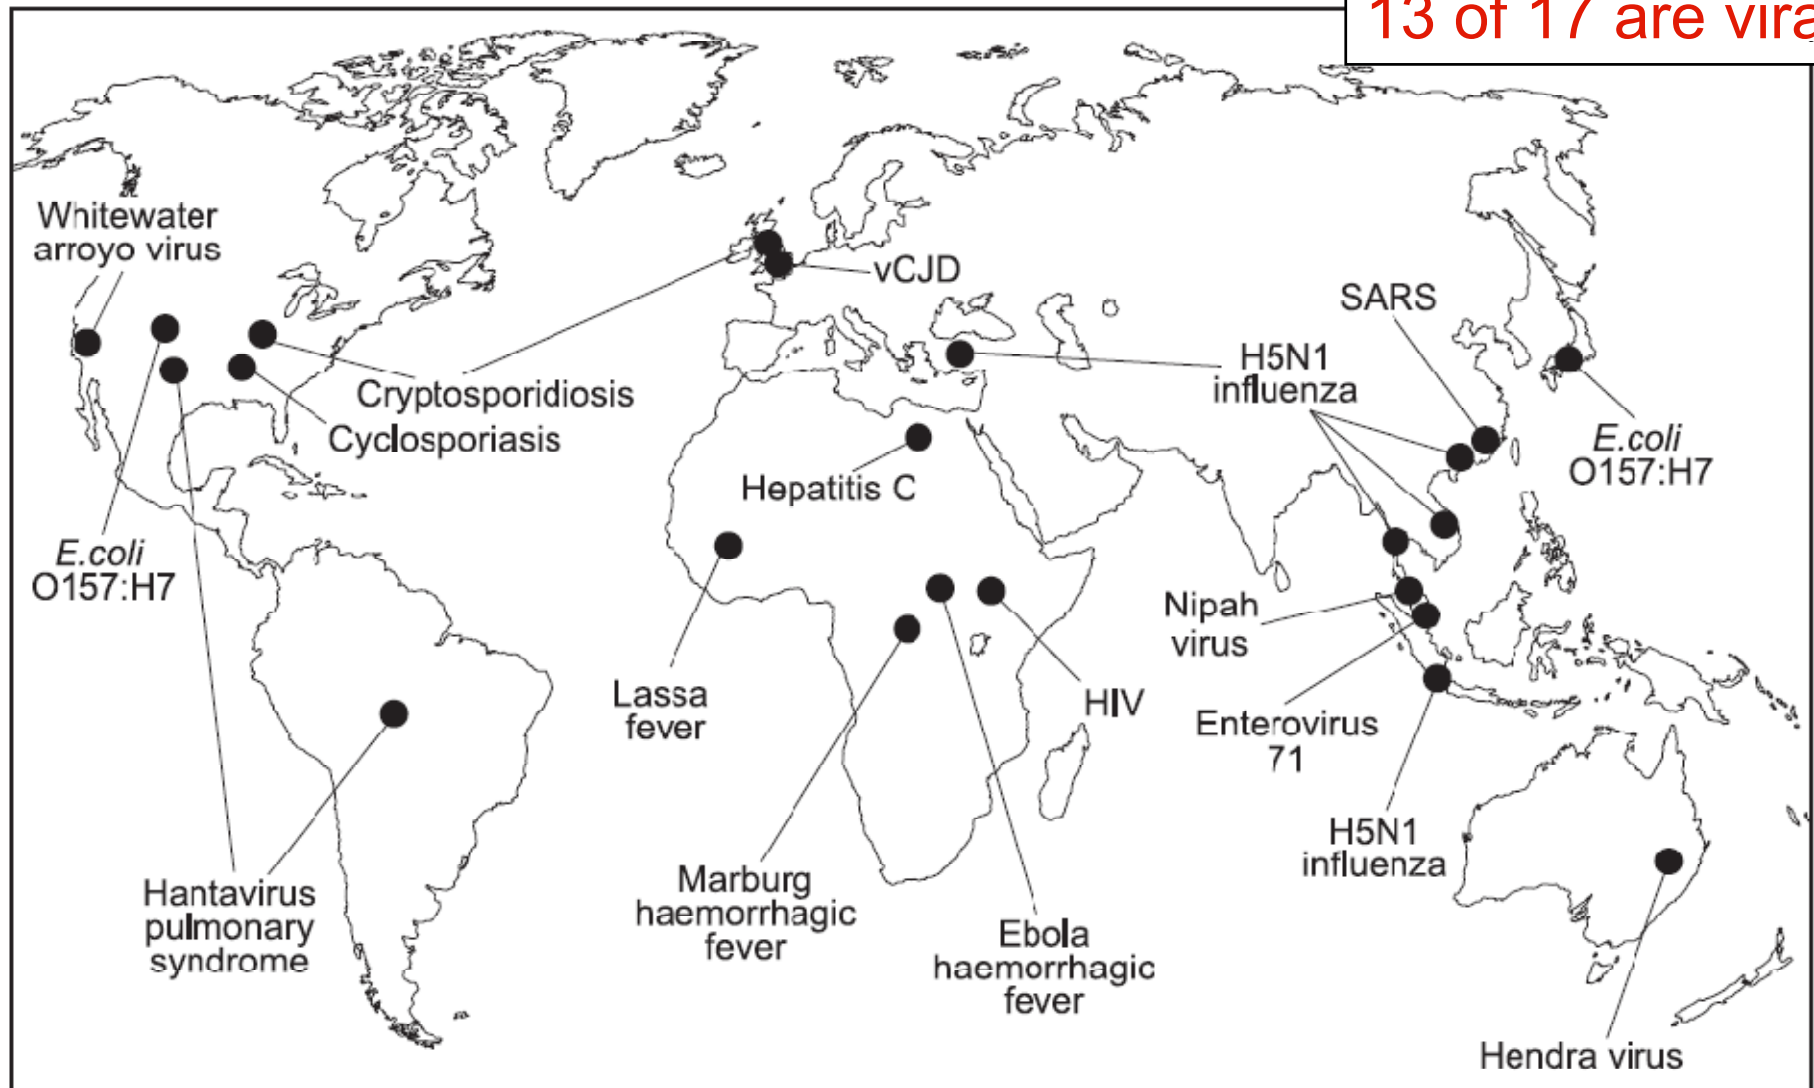 13 of 17 are vira
Whitewater
arroyo virus
vCJD
SARS
H5N1
influenza
Cryptosporidiosis
Cyclosporiasis
E.coli
O157:H7
Hepatitis C
E.coli
O157:H7
Nipah
virus
Lassa
fever
HIV
Enterovirus
71
H5N1
influenza
Hantavirus
pulmonary
syndrome
Marburg
haemorrhagic
fever
Ebola
haemorrhagic
fever
Hendra virus